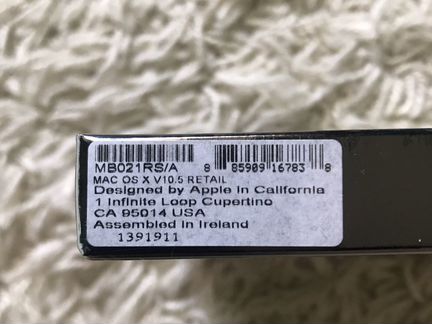 MB021RS/A 8 85909 16783 8
MAC OS X V10.5 RETAIL
Designed by Apple in California
1 Infinite Loop Cupertino
CA 95014 USA
Assembled in Ireland
1391911